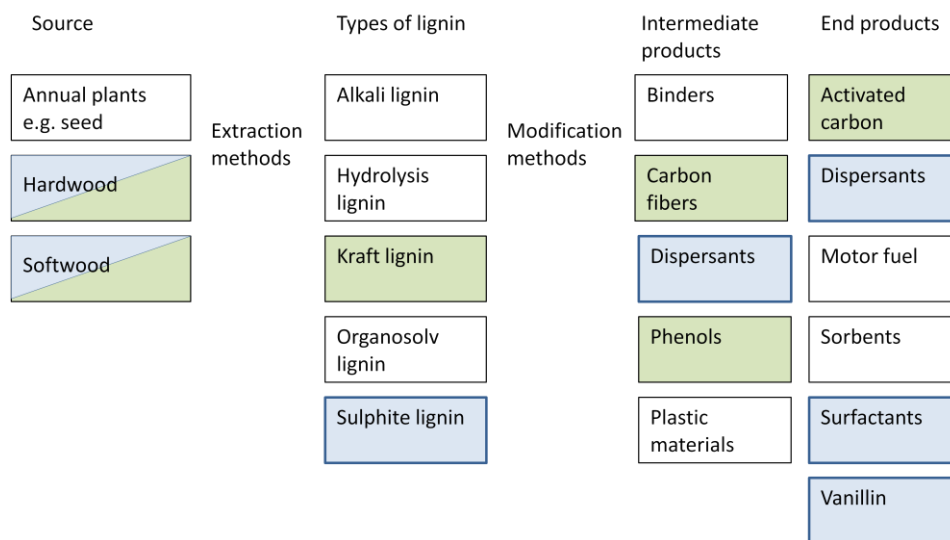 Source
Types of lignin
Intermediate
products
End products
Annual plants
e.g. seed
Hardwood
Softwood
Extraction
methods
Alkali lignin
Hydrolysis
lignin
Kraft lignin
Organosolv
lignin
Sulphite lignin
Modification
methods
Binders
Carbon
fibers
Dispersants
Phenols
Plastic
materials
Activated
carbon
Dispersants
Motor fuel
Sorbents
Surfactants
Vanillin